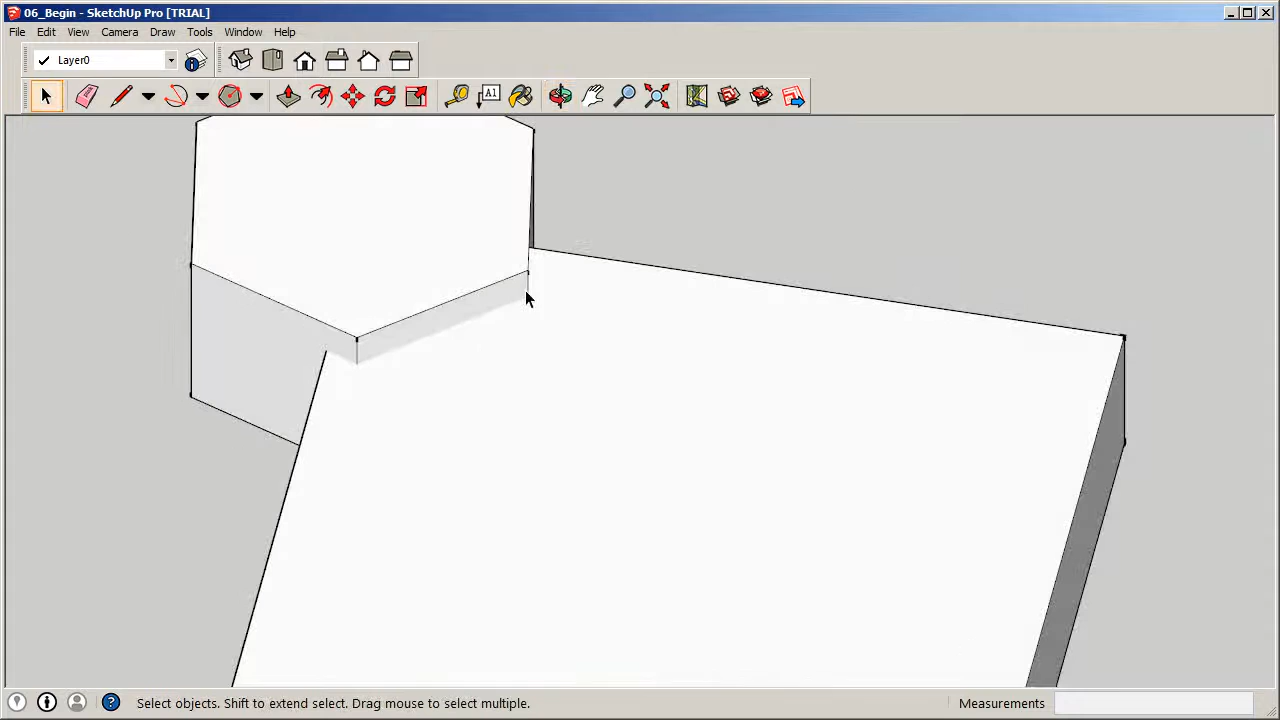 06_Begin - SketchUp Pro [TRIAL]
File Edit View Camera Draw Tools Window Help
Layer0
A1
Select objects. Shift to extend select. Drag mouse to select multiple.
Measurements